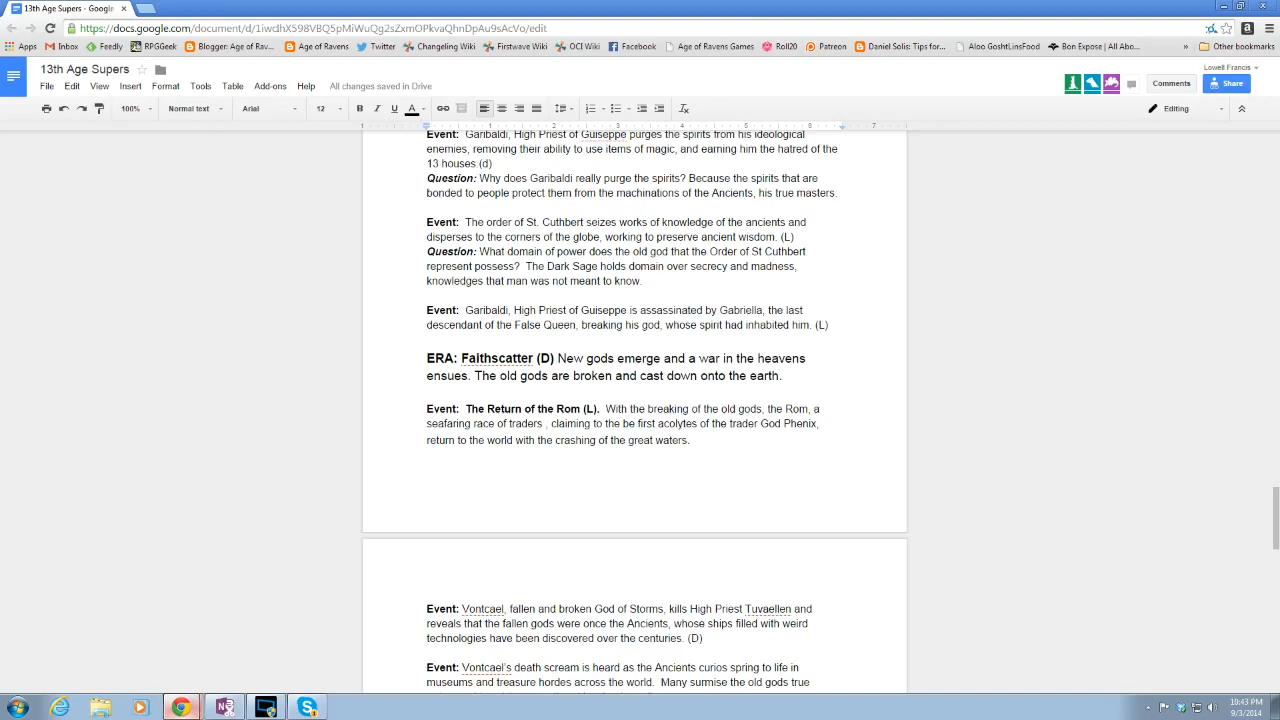 13th Age Supers - Google
https://docs.google.com/document/d/1iwcdhX598VBQ5pMiWuQg2sZxmOPkvaQhnDpAu9sAcVo/edit
Apps Inbox Feedly RPGGeek Blogger: Age of Rav... Age of Ravens Twitter Changeling Wiki Firstwave Wiki OCI Wiki Facebook Age of Ravens Games Roll20 Patreon Daniel Solis: Tips for... Aloo GoshtLinsFood Bon Expose | All Abo... » Other bookmarks
13th Age Supers
Lowell Francis
File Edit View Insert Format Tools Table Add-ons Help All changes saved in Drive
Comments Share
100% Normal text Arial 12 B I U A Editing
1 1 2 3 4 5 6 7
Event: Garibaldi, High Priest of Guiseppe purges the spirits from his ideological
enemies, removing their ability to use items of magic, and earning him the hatred of the
13 houses (d)
Question: Why does Garibaldi really purge the spirits? Because the spirits that are
bonded to people protect them from the machinations of the Ancients, his true masters.
Event: The order of St. Cuthbert seizes works of knowledge of the ancients and
disperses to the corners of the globe, working to preserve ancient wisdom. (L)
Question: What domain of power does the old god that the Order of St Cuthbert
represent possess? The Dark Sage holds domain over secrecy and madness,
knowledges that man was not meant to know.
Event: Garibaldi, High Priest of Guiseppe is assassinated by Gabriella, the last
descendant of the False Queen, breaking his god, whose spirit had inhabited him. (L)
ERA: Faithscatter (D) New gods emerge and a war in the heavens
ensues. The old gods are broken and cast down onto the earth.
Event: The Return of the Rom (L). With the breaking of the old gods, the Rom, a
seafaring race of traders , claiming to the be first acolytes of the trader God Phenix,
return to the world with the crashing of the great waters.
Event: Vontcael, fallen and broken God of Storms, kills High Priest Tuvaellen and
reveals that the fallen gods were once the Ancients, whose ships filled with weird
technologies have been discovered over the centuries. (D)
Event: Vontcael's death scream is heard as the Ancients curios spring to life in
museums and treasure hordes across the world. Many surmise the old gods true
10:43 PM
9/3/2014